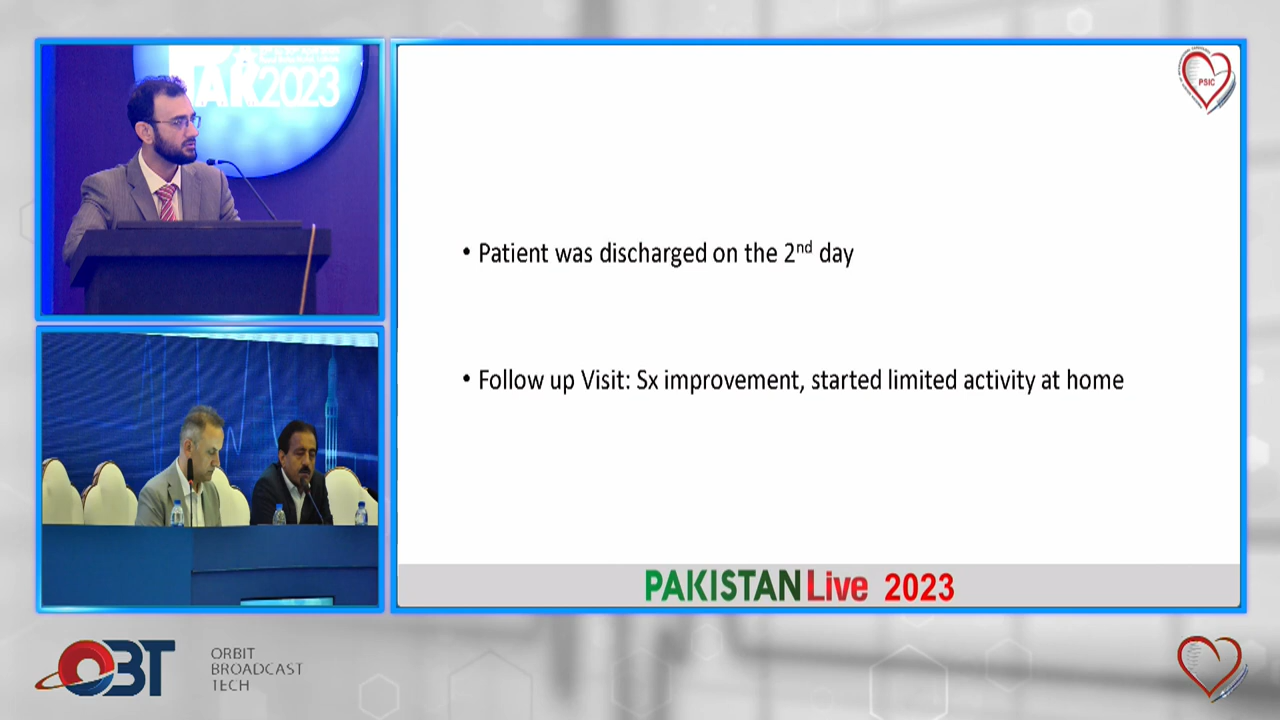 AK2023
PSIC
• Patient was discharged on the 2nd day
• Follow up Visit: Sx improvement, started limited activity at home
PAKISTAN Live 2023
OBT
ORBIT
BROADCAST
TECH